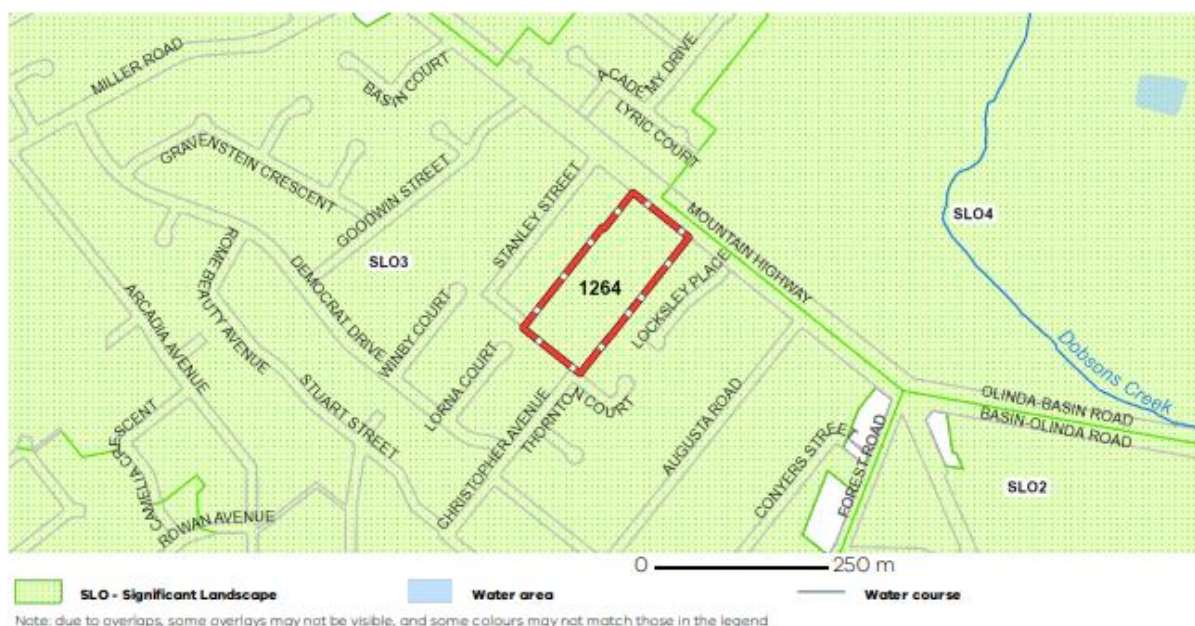 MILLER ROAD
BASIN COURT
ACADEMY DRIVE
LYRIC COURT
GRAVENSTEIN CRESCENT
GOODWIN STREET
STANLEY STREET
MOUNTAIN HIGHWAY
SLO4
SLO3
ROME BEAUTY AVENUE
DEMOCRAT DRIVE
1264
LOCKSLEY PLACE
ARCADIA AVENUE
WINBY COURT
LORNA COURT
Dobsons Creek
STUART STREET
CHRISTOPHER AVENUE
THORNTON COURT
AUGUSTA ROAD
OLINDA-BASIN ROAD
BASIN-OLINDA ROAD
CAMELIA CRESCENT
CONYERS STREET
FOREST ROAD
SLO2
ROWAN AVENUE
0 250 m
SLO - Significant Landscape
Water area
Water course
Note: due to overlaps, some overlays may not be visible, and some colours may not match those in the legend